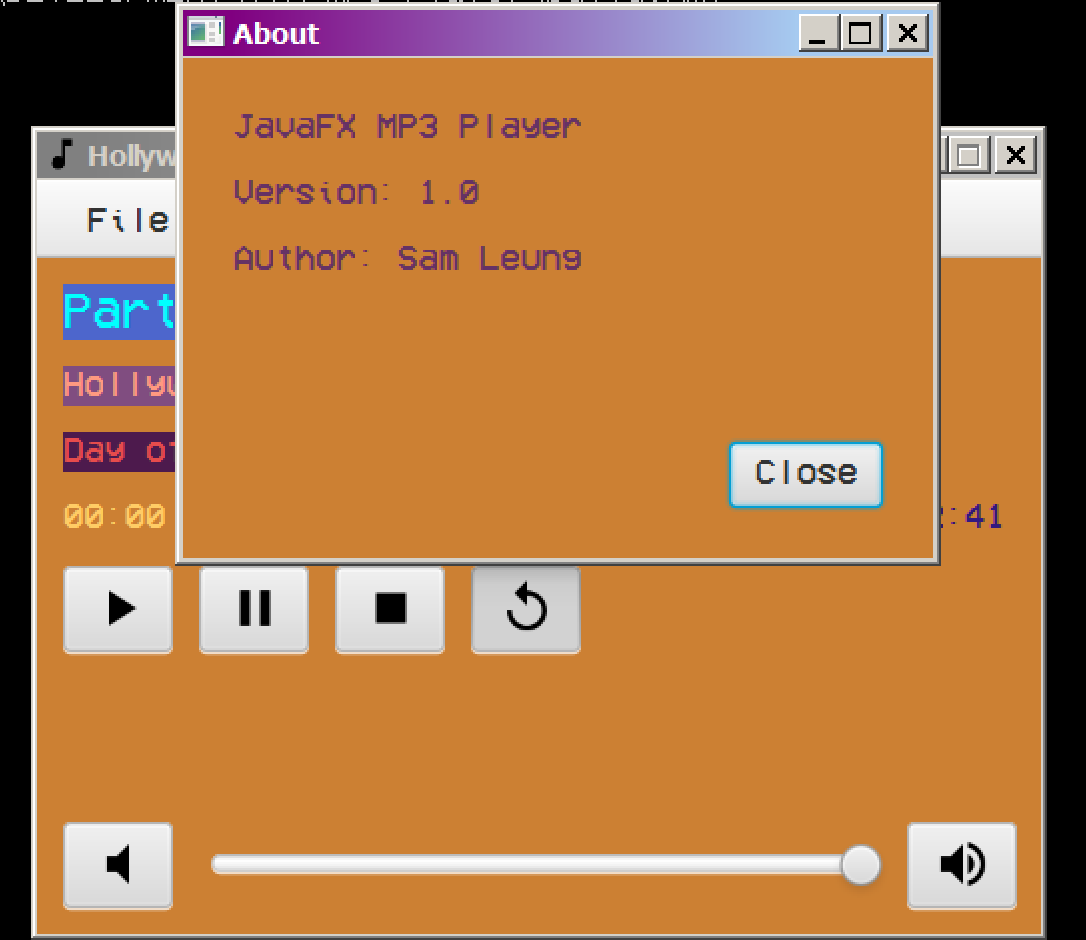 About
JavaFX MP3 Player
Version: 1.0
Author: Sam Leung
Close
Hollyw
File
Part
Hollyw
Day of
00:00
:41